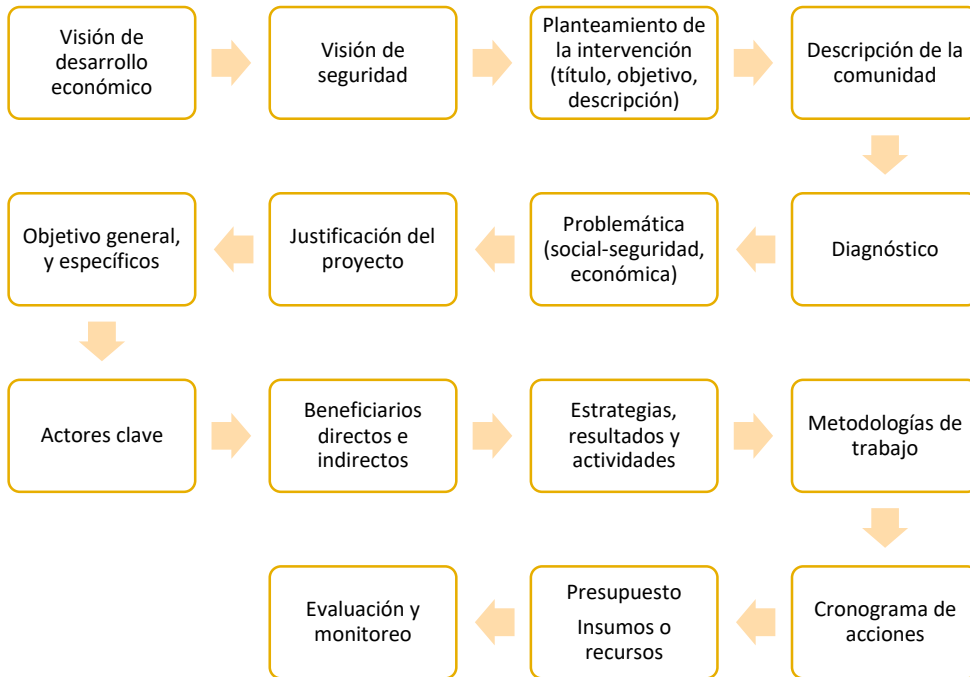 Visión de
desarrollo
económico
Visión de
seguridad
Planteamiento de
la intervención
(título, objetivo,
descripción)
Descripción de la
comunidad
Diagnóstico
Problemática
(social-seguridad,
económica)
Justificación del
proyecto
Objetivo general,
y específicos
Actores clave
Beneficiarios
directos e
indirectos
Estrategias,
resultados y
actividades
Metodologías de
trabajo
Cronograma de
acciones
Presupuesto
Insumos o
recursos
Evaluación y
monitoreo